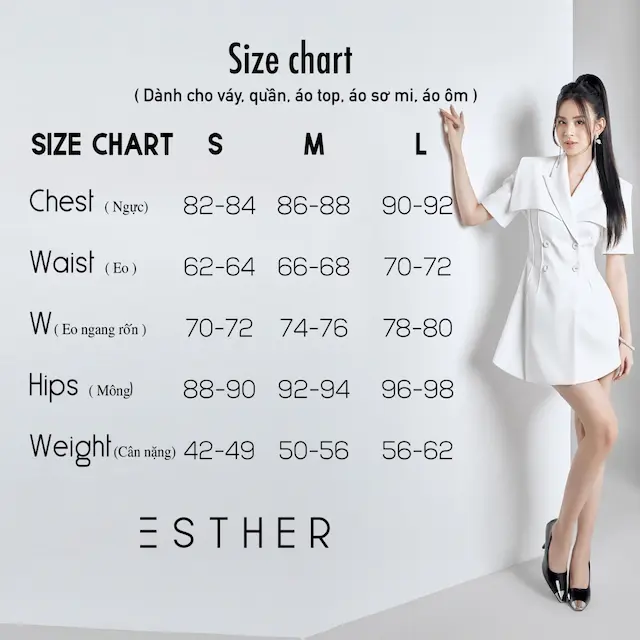 Size chart
( Dành cho váy, quần, áo top, áo sơ mi, áo ôm )
SIZE CHART S M L
Chest ( Ngực) 82-84 86-88 90-92
Waist ( Eo ) 62-64 66-68 70-72
W ( Eo ngang rốn ) 70-72 74-76 78-80
Hips ( Mông) 88-90 92-94 96-98
Weight (Cân nặng) 42-49 50-56 56-62
ESTHER